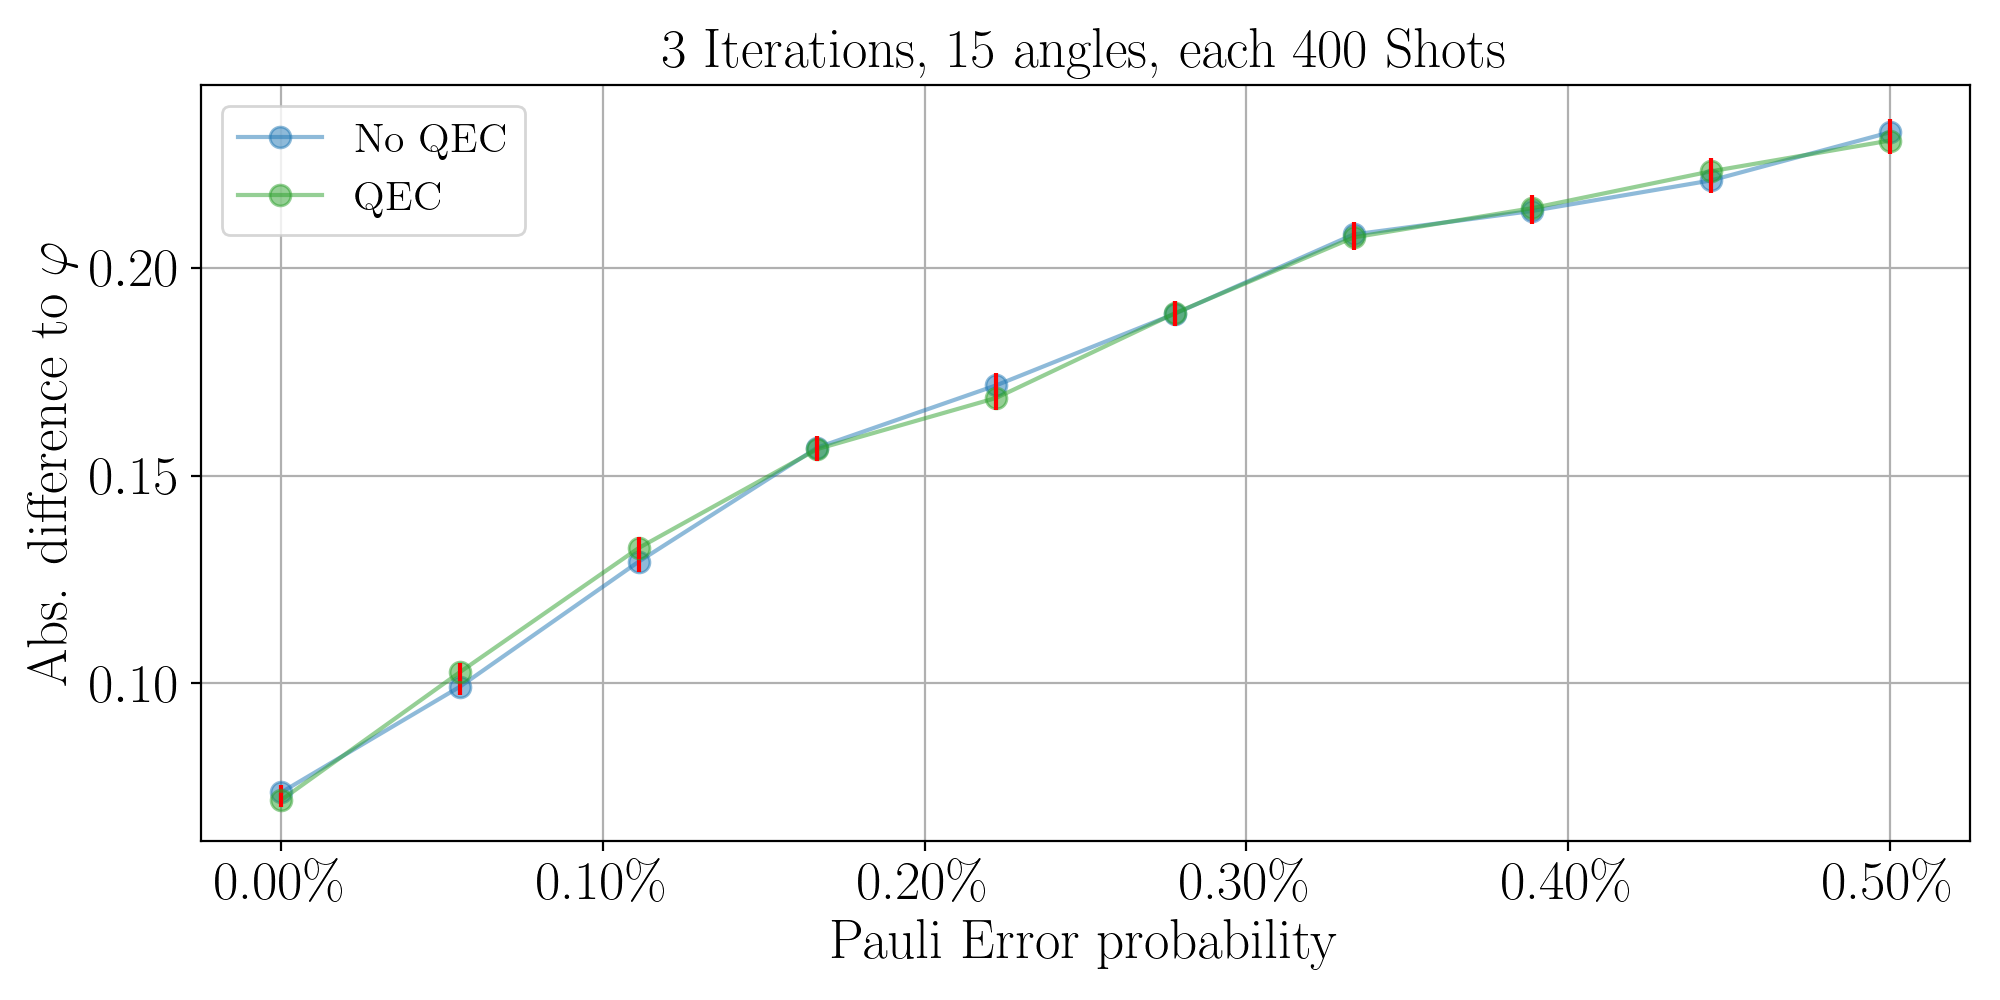 3 Iterations, 15 angles, each 400 Shots
No QEC
QEC
Abs. difference to φ
0.20
0.15
0.10
0.00%
0.10%
0.20%
0.30%
0.40%
0.50%
Pauli Error probability